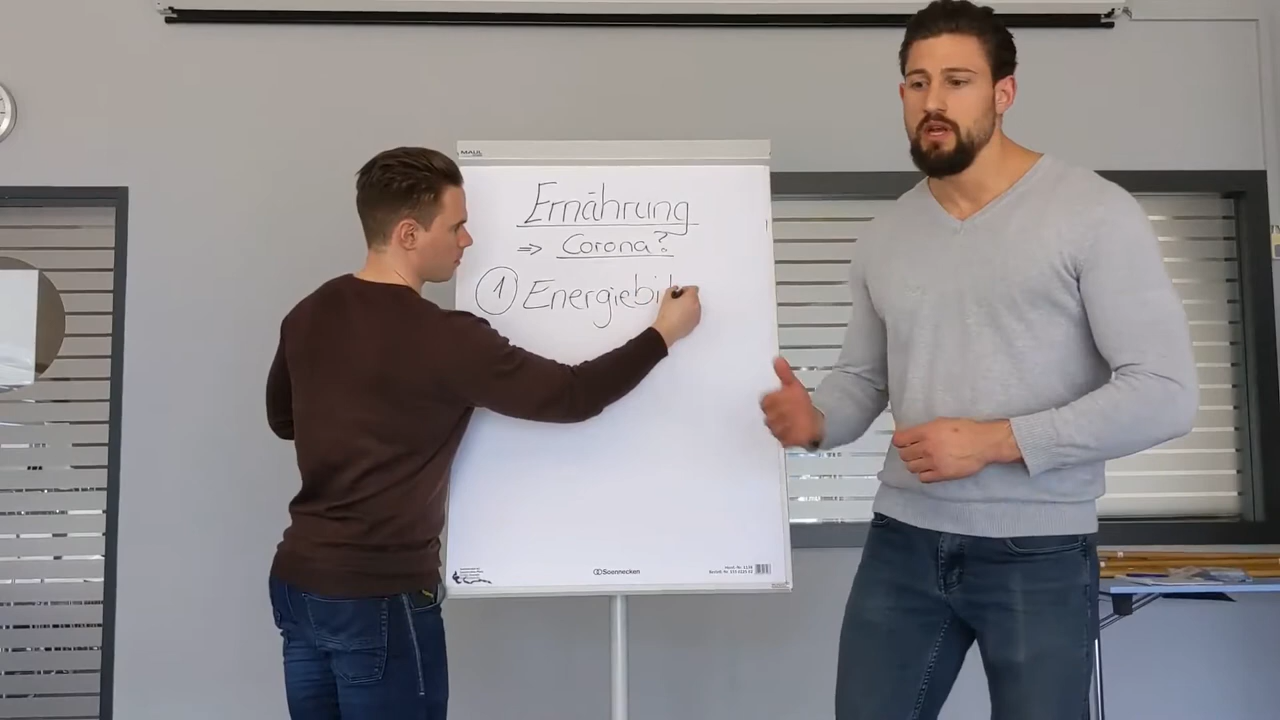 MAUL
Ernährung
⇒ Corona?
① Energiebi
Soennecken